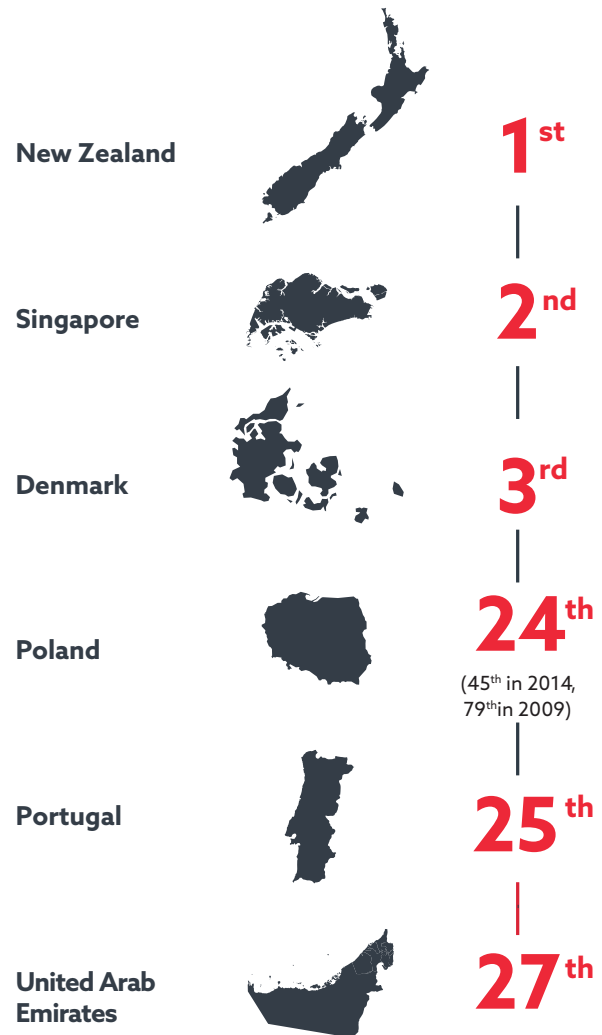 New Zealand
1st
Singapore
2nd
Denmark
3rd
Poland
24th
(45th in 2014,
79thin 2009)
Portugal
25th
United Arab
Emirates
27th